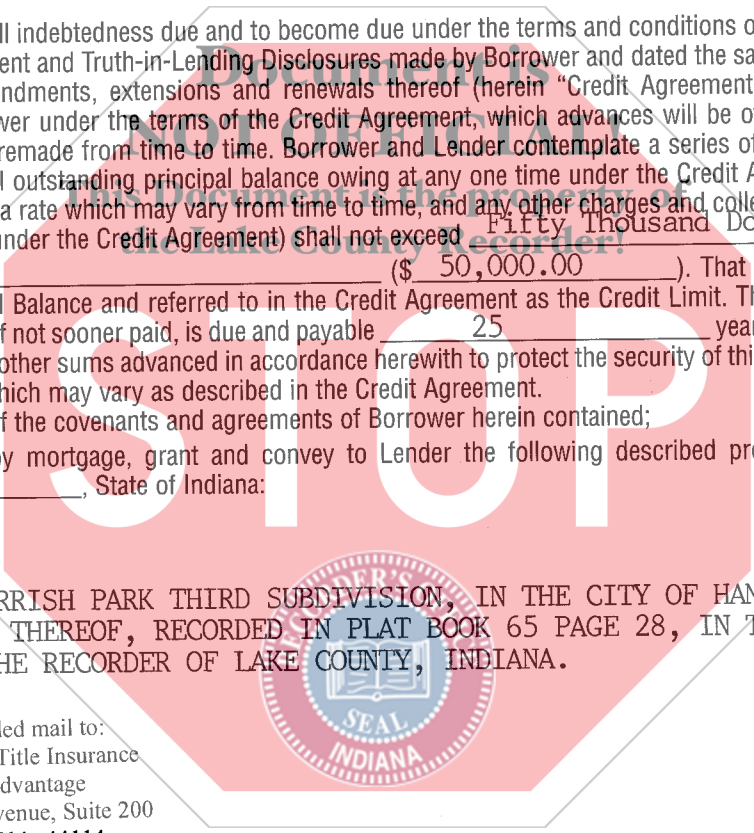 ll indebtedness due and to become due under the terms and conditions o
ent and Truth-in-Lending Disclosures made by Borrower and dated the sa
Document is
ndments, extensions and renewals thereof (herein “Credit Agreement
wer under the terms of the Credit Agreement, which advances will be o
NOT OFFICIAL!
remade from time to time. Borrower and Lender contemplate a series of
l outstanding principal balance owing at any one time under the Credit A
This Document is the property of
a rate which may vary from time to time, and any other charges and colle
under the Credit Agreement) shall not exceed Fifty Thousand Do
the Lake County Recorder!
($ 50,000.00 ). That
l Balance and referred to in the Credit Agreement as the Credit Limit. Th
f not sooner paid, is due and payable 25 year
other sums advanced in accordance herewith to protect the security of thi
hich may vary as described in the Credit Agreement.
f the covenants and agreements of Borrower herein contained;
by mortgage, grant and convey to Lender the following described pro
, State of Indiana:
STOP
RRISH PARK THIRD SUBDIVISION, IN THE CITY OF HAM
THEREOF, RECORDED IN PLAT BOOK 65 PAGE 28, IN T
HE RECORDER OF LAKE COUNTY, INDIANA.
SEAL
INDIANA
ded mail to:
Title Insurance
dvantage
venue, Suite 200